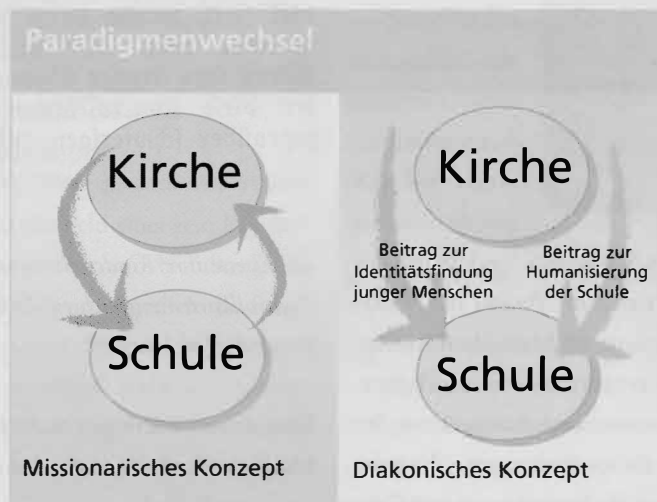 Paradigmenwechsel
Kirche
Schule
Missionarisches Konzept
Kirche
Beitrag zur
Identitätsfindung
junger Menschen
Beitrag zur
Humanisierung
der Schule
Schule
Diakonisches Konzept